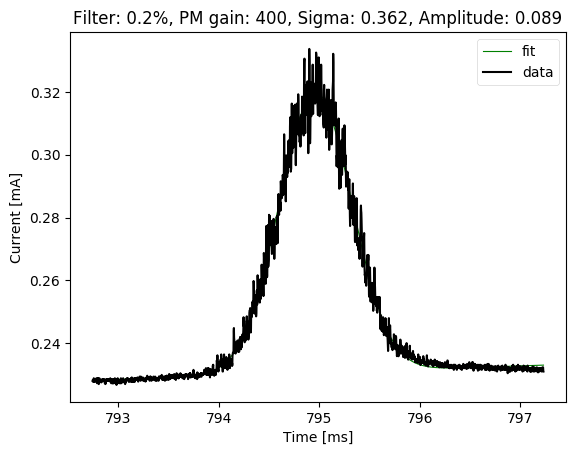 Filter: 0.2%, PM gain: 400, Sigma: 0.362, Amplitude: 0.089
fit
data
0.32
0.30
0.28
0.26
0.24
Current [mA]
793
794
795
796
797
Time [ms]